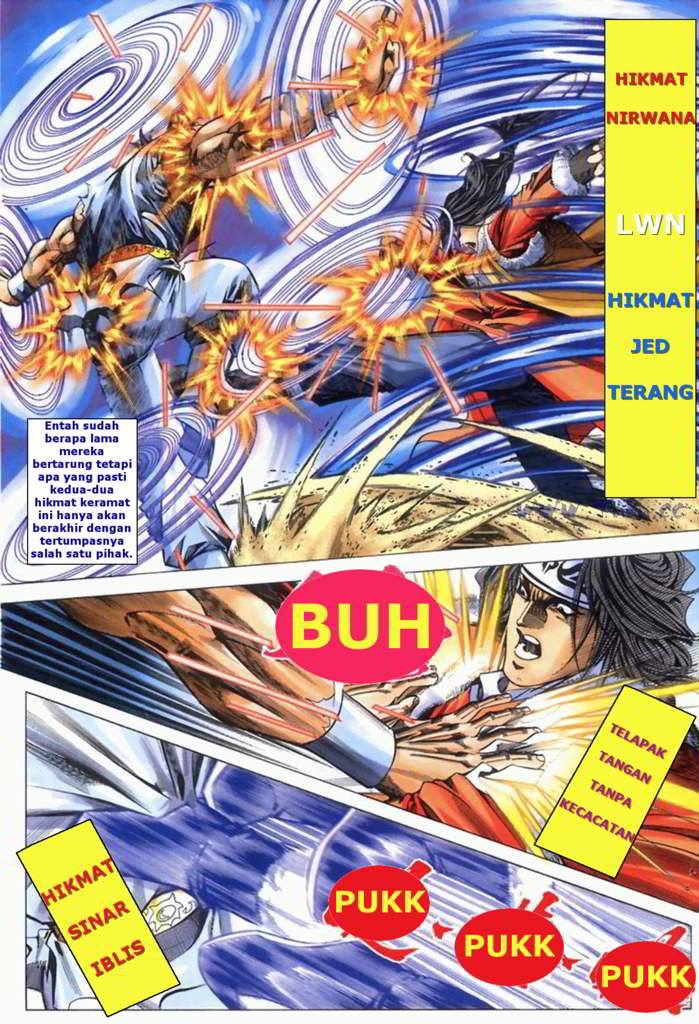 HIKMAT
NIRWANA
LWN
HIKMAT
JED
TERANG
Entah sudah
berapa lama
mereka
bertarung tetapi
apa yang pasti
kedua-dua
hikmat keramat
ini hanya akan
berakhir dengan
tertumpasnya
salah satu pihak.
BUH
TELAPAK
TANGAN
TANPA
KECACATAN
HIKMAT
SINAR
IBLIS
PUKK
PUKK
PUKK